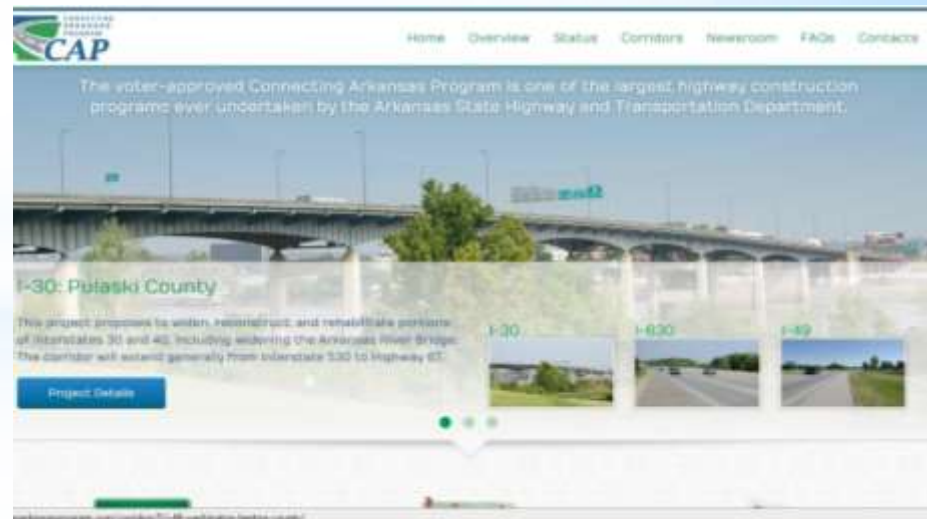 CONNECTING
ARKANSAS
PROGRAM
CAP
Home Overview Status Corridors Newsroom FAQs Contacts
The voter-approved Connecting Arkansas Program is one of the largest highway construction
programs ever undertaken by the Arkansas State Highway and Transportation Department.
I-30: Pulaski County
This project proposes to widen, reconstruct, and rehabilitate portions
of Interstates 30 and 40, including widening the Arkansas River Bridge.
The corridor will extend generally from Interstate 530 to Highway 67.
I-30 I-630 I-49
Project Details